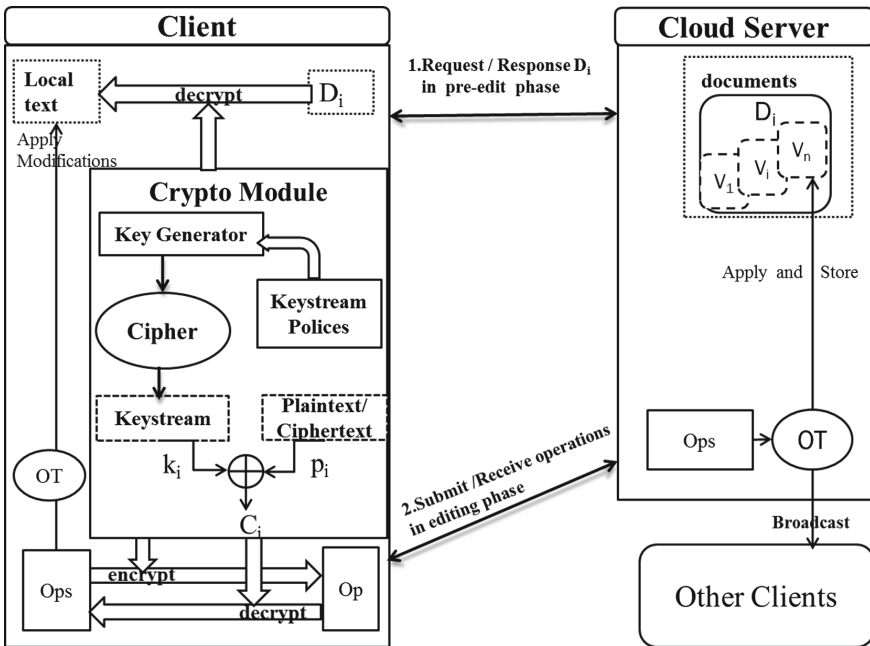 Client
Local
text
decrypt
Di
Apply
Modifications
Crypto Module
Key Generator
Keystream
Polices
Cipher
Keystream
Plaintext/
Ciphertext
ki
pi
Ci
OT
Ops
encrypt
decrypt
Op
1.Request / Response Di
in pre-edit phase
2.Submit /Receive operations
in editing phase
Cloud Server
documents
Di
V1
Vi
Vn
Apply and Store
Ops
OT
Broadcast
Other Clients